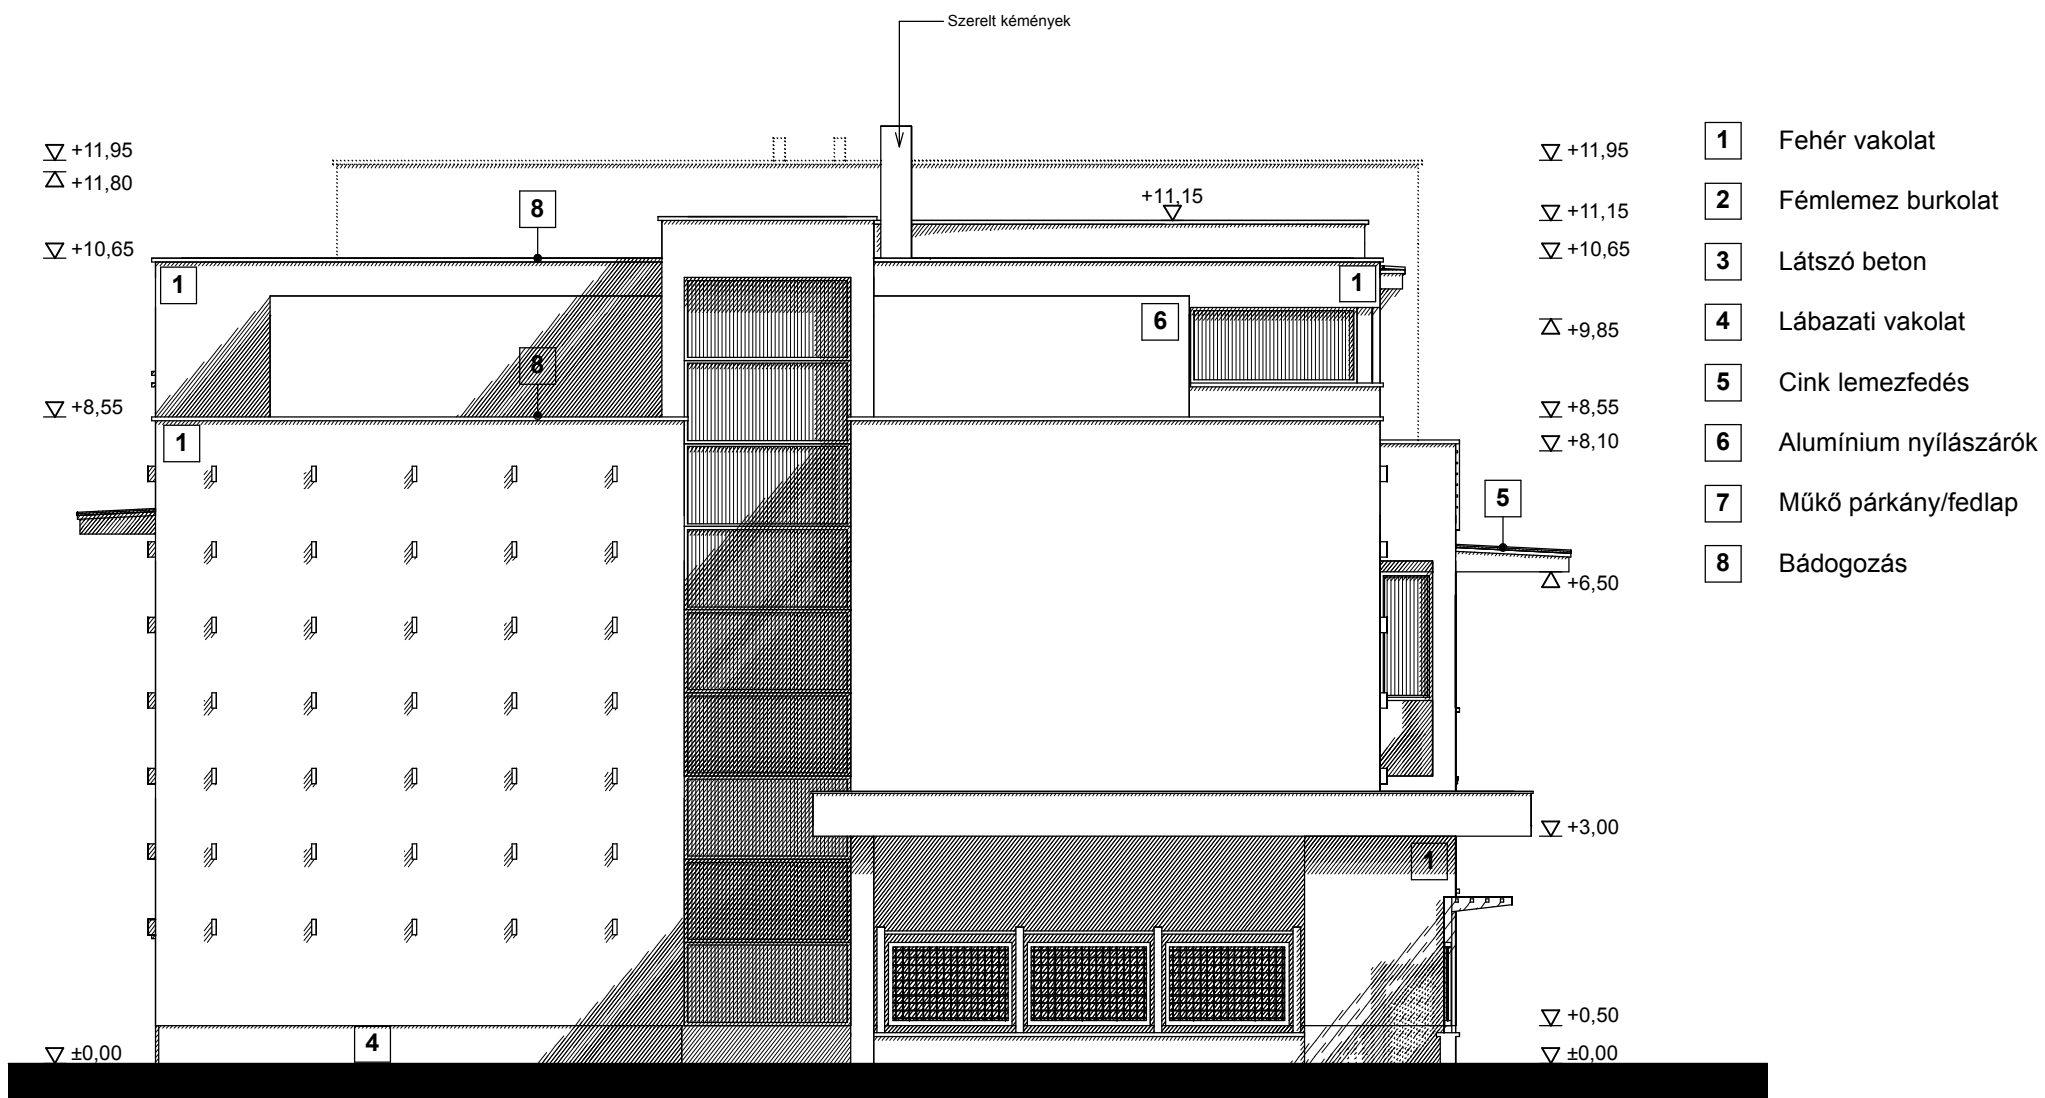 Szerelt kémények
+11,95
+11,80
+10,65
+8,55
±0,00
8
1
8
1
4
+11,15
6
1
5
1
+11,95
+11,15
+10,65
+9,85
+8,55
+8,10
+6,50
+3,00
+0,50
±0,00
1 Fehér vakolat
2 Fémlemez burkolat
3 Látszó beton
4 Lábazati vakolat
5 Cink lemezfedés
6 Alumínium nyílászárók
7 Műkő párkány/fedlap
8 Bádogozás